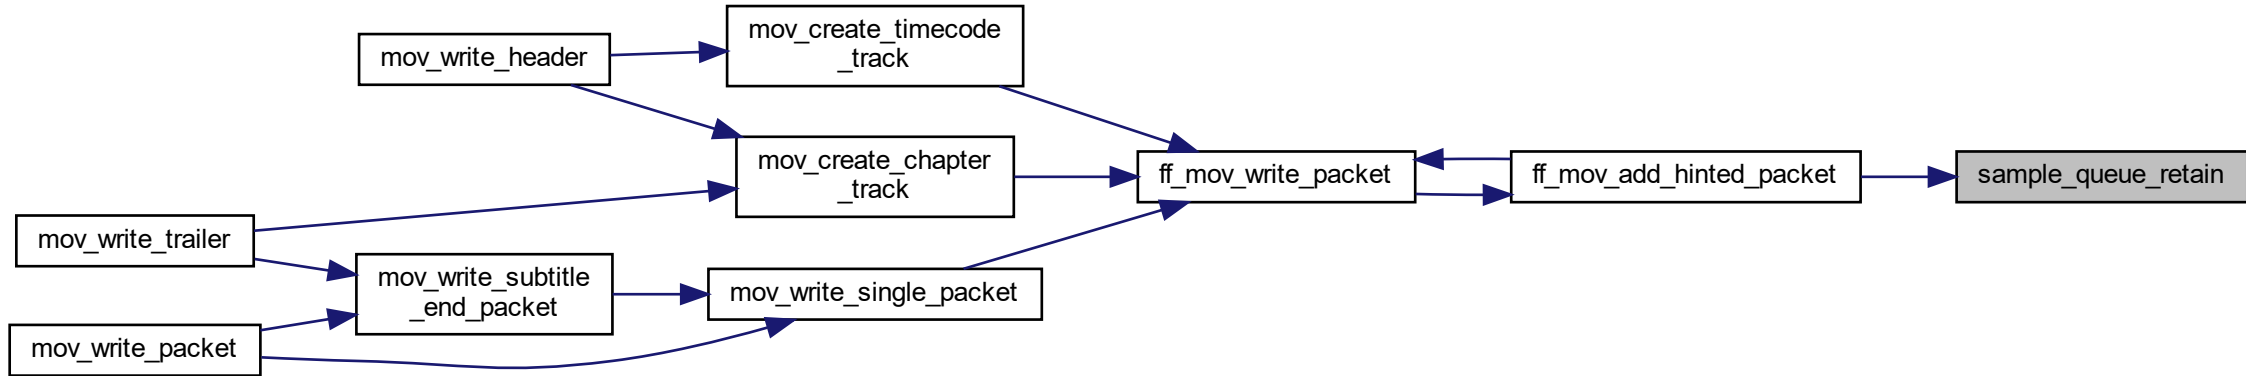 mov_create_timecode
_track
mov_write_header
mov_create_chapter
_track
ff_mov_write_packet
ff_mov_add_hinted_packet
sample_queue_retain
mov_write_trailer
mov_write_subtitle
_end_packet
mov_write_single_packet
mov_write_packet